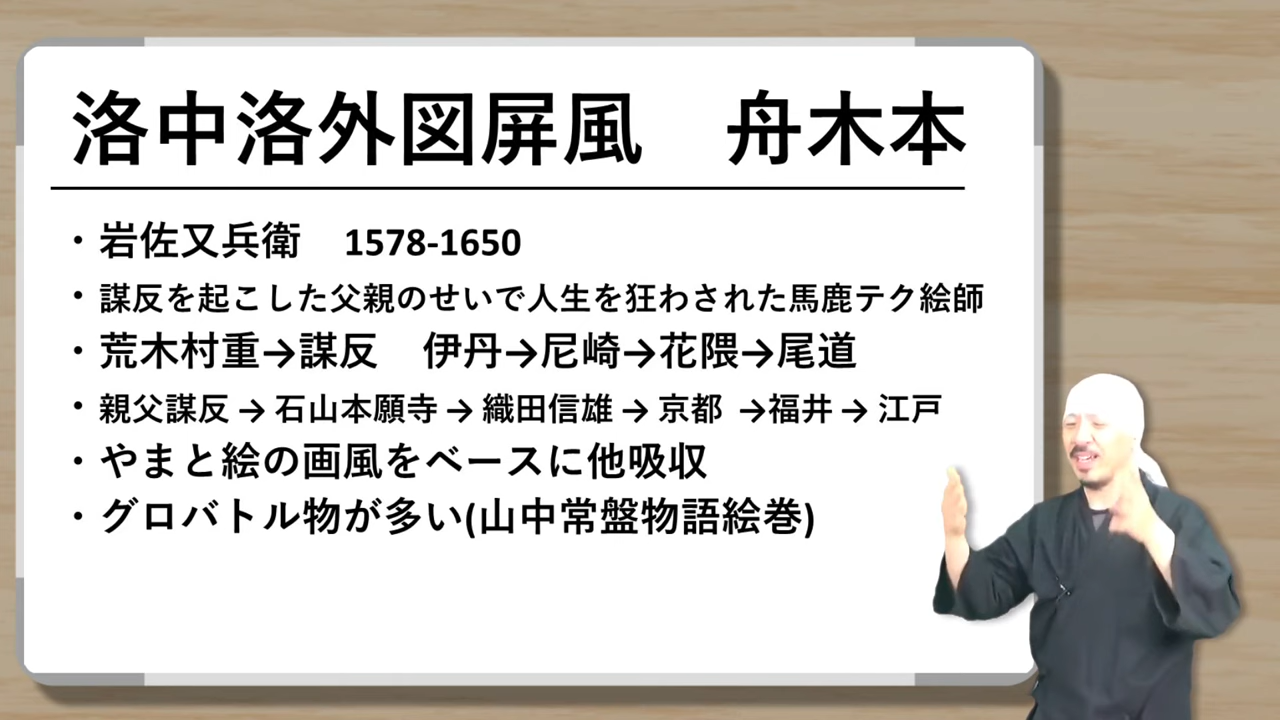 洛中洛外図屏風　舟木本
・岩佐又兵衛　1578-1650
・謀反を起こした父親のせいで人生を狂わされた馬鹿テク絵師
・荒木村重→謀反　伊丹→尼崎→花隈→尾道
・親父謀反 → 石山本願寺 → 織田信雄 → 京都 →福井 → 江戸
・やまと絵の画風をベースに他吸収
・グロバトル物が多い(山中常盤物語絵巻)